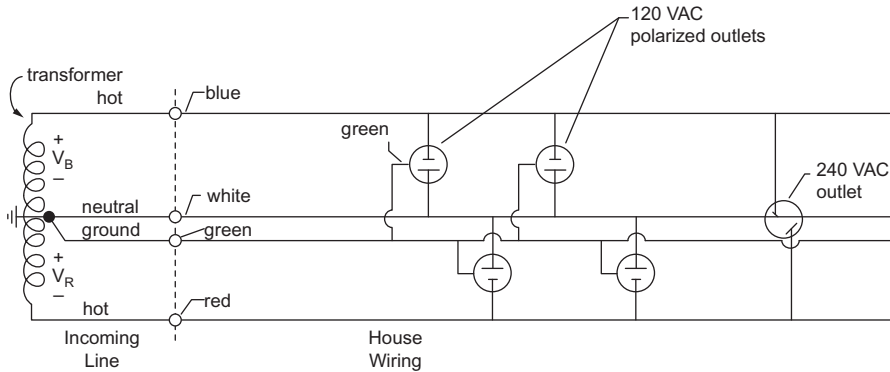 120 VAC
polarized outlets
transformer
hot
blue
green
+
V_B
–
240 VAC
outlet
neutral
white
ground
green
+
V_R
–
hot
red
Incoming
Line
House
Wiring